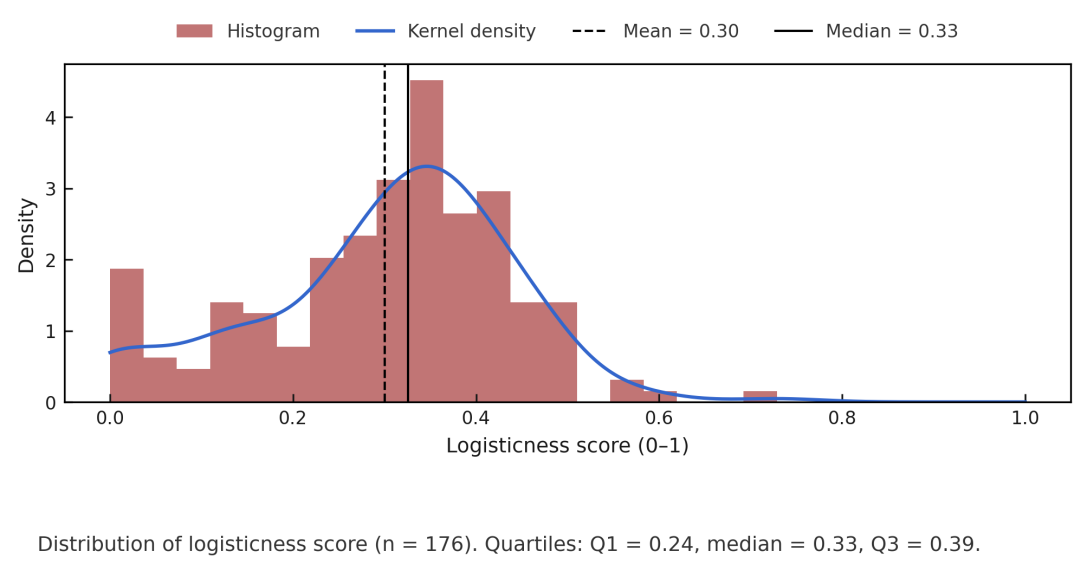 Histogram Kernel density Mean = 0.30 Median = 0.33
4
3
2
1
0
Density
0.0 0.2 0.4 0.6 0.8 1.0
Logisticness score (0–1)
Distribution of logisticness score (n = 176). Quartiles: Q1 = 0.24, median = 0.33, Q3 = 0.39.